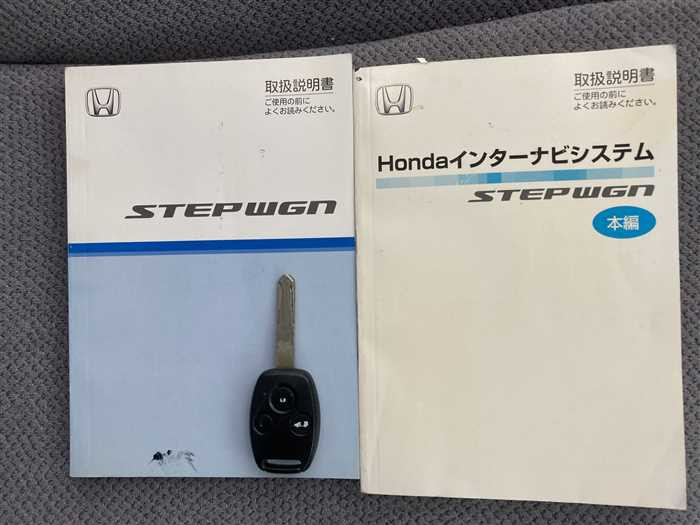 取扱説明書
ご使用の前に
よくお読みください。
STEPWGN
取扱説明書
ご使用の前に
よくお読みください。
Hondaインターナビシステム
STEPWGN
本編